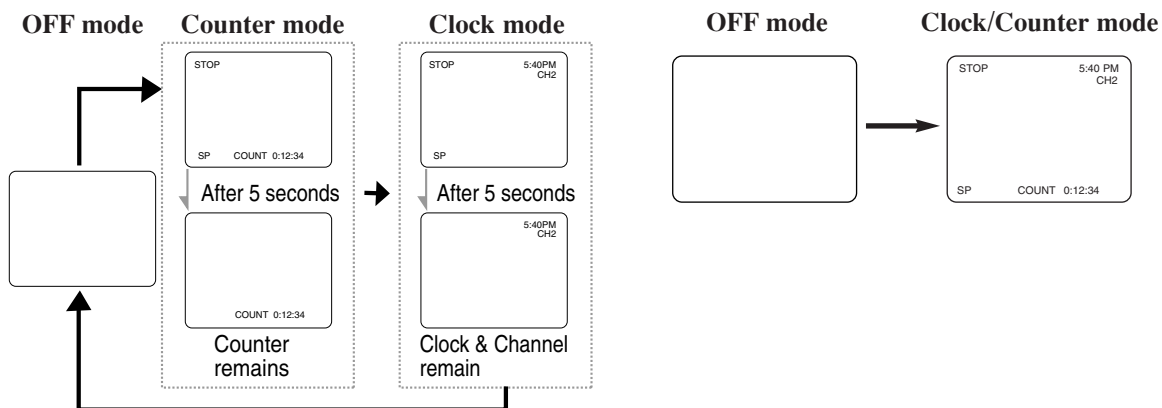 OFF mode
Counter mode
Clock mode
STOP
SP COUNT 0:12:34
After 5 seconds
COUNT 0:12:34
Counter
remains
STOP 5:40PM
CH2
SP
After 5 seconds
5:40PM
CH2
Clock & Channel
remain
OFF mode
Clock/Counter mode
STOP 5:40 PM
CH2
SP COUNT 0:12:34